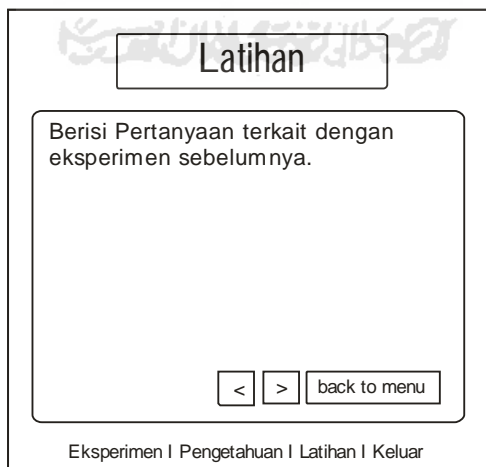 Latihan
Berisi Pertanyaan terkait dengan
eksperimen sebelumnya.
<
>
back to menu
Eksperimen I Pengetahuan I Latihan I Keluar